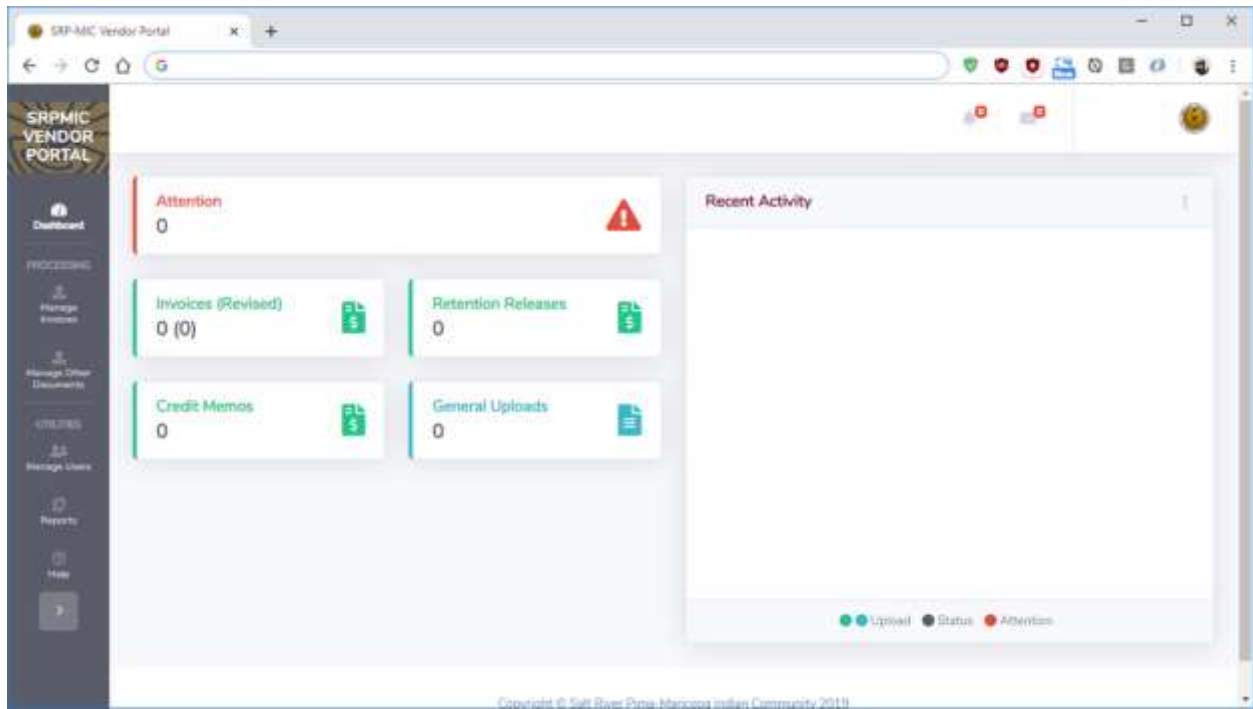 SRP-MIC Vendor Portal
SRPMIC
VENDOR
PORTAL
Dashboard
PROCESSING
Manage
Invoices
Manage Other
Documents
UTILITIES
Manage Users
Reports
Help
Attention
0
Invoices (Revised)
0 (0)
Retention Releases
0
Credit Memos
0
General Uploads
0
Recent Activity
Upload Status Attention
Copyright © Salt River Pima-Maricopa Indian Community 2019